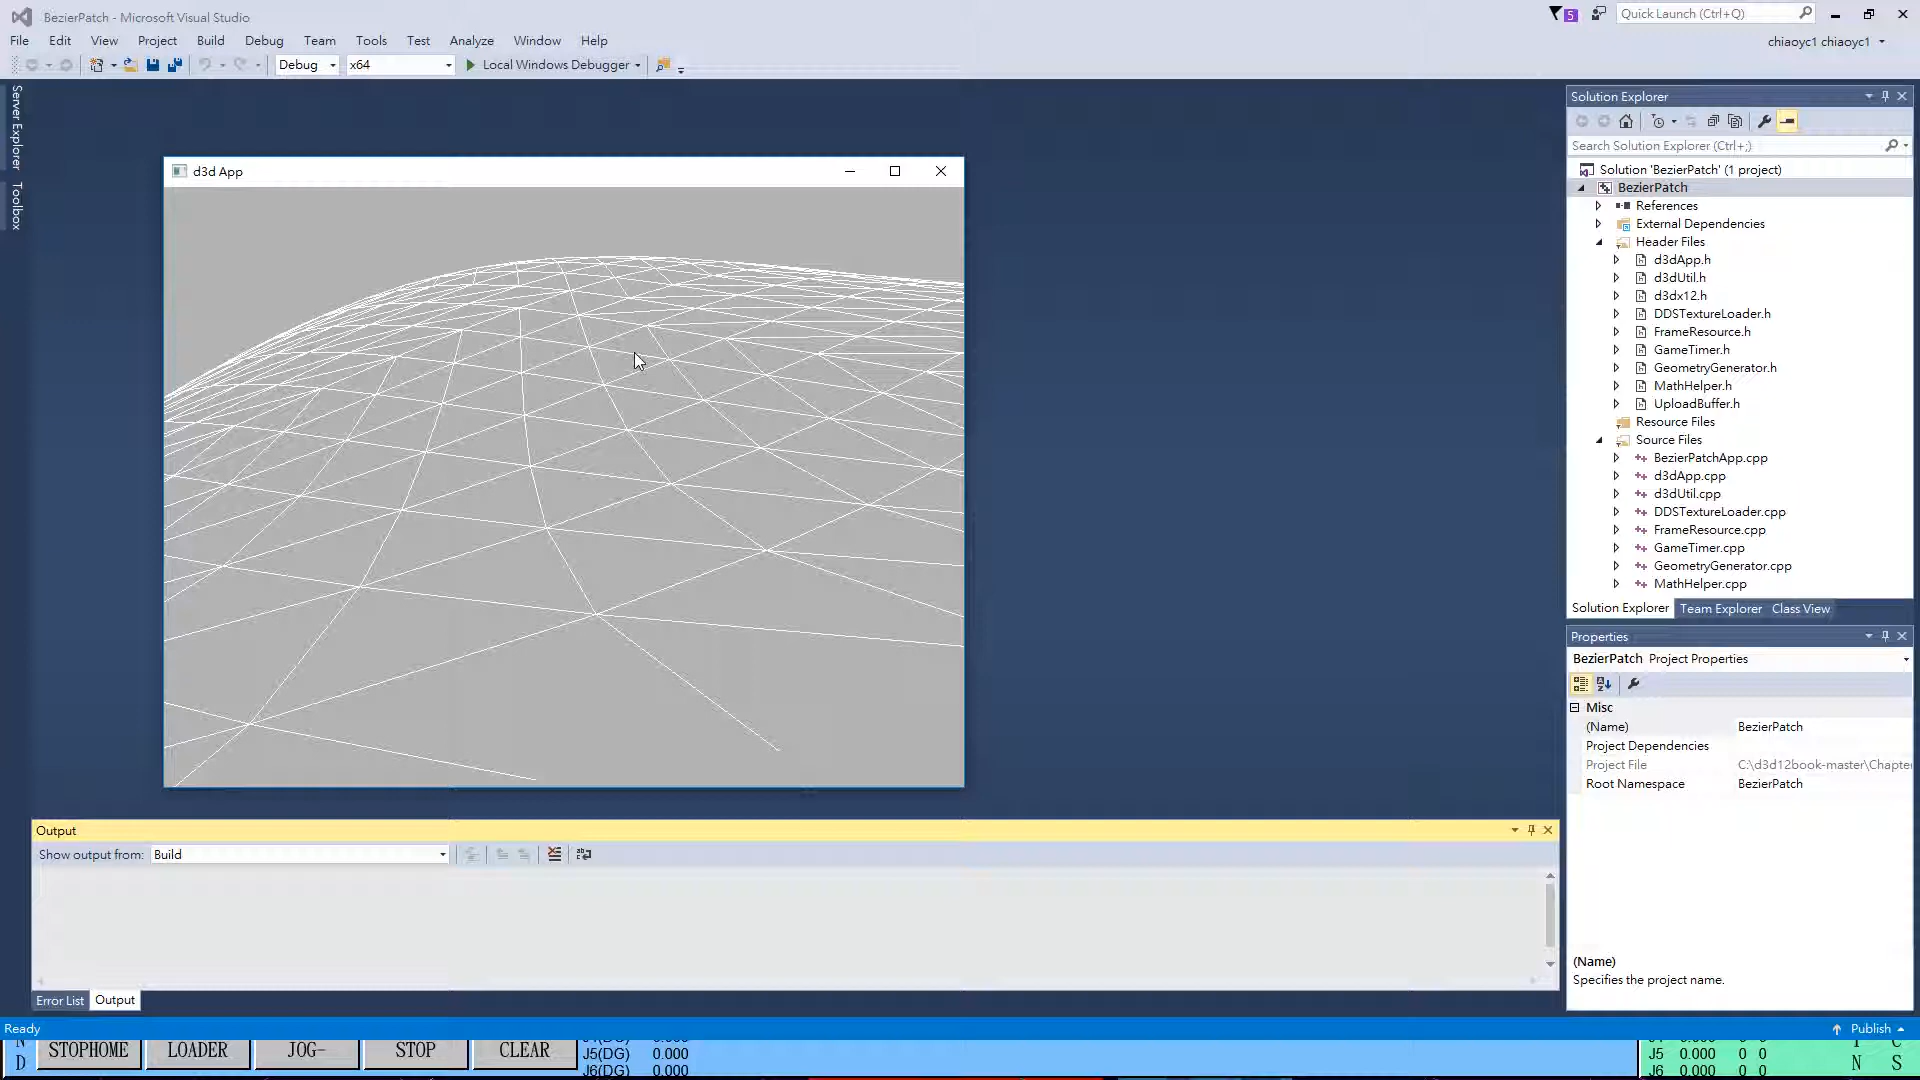 BezierPatch - Microsoft Visual Studio
5
Quick Launch (Ctrl+Q)
File Edit View Project Build Debug Team Tools Test Analyze Window Help
chiaoyc1 chiaoyc1
Debug x64 Local Windows Debugger
Server Explorer
Toolbox
d3d App
Solution Explorer
Search Solution Explorer (Ctrl+;)
Solution 'BezierPatch' (1 project)
BezierPatch
References
External Dependencies
Header Files
d3dApp.h
d3dUtil.h
d3dx12.h
DDSTextureLoader.h
FrameResource.h
GameTimer.h
GeometryGenerator.h
MathHelper.h
UploadBuffer.h
Resource Files
Source Files
BezierPatchApp.cpp
d3dApp.cpp
d3dUtil.cpp
DDSTextureLoader.cpp
FrameResource.cpp
GameTimer.cpp
GeometryGenerator.cpp
MathHelper.cpp
Solution Explorer Team Explorer Class View
Properties
BezierPatch Project Properties
Misc
(Name) BezierPatch
Project Dependencies
Project File C:\d3d12book-master\Chapter
Root Namespace BezierPatch
(Name)
Specifies the project name.
Output
Show output from: Build
Error List Output
Ready
Publish
N
D
STOPHOME LOADER JOG- STOP CLEAR
J5(DG) 0.000
J6(DG) 0.000
J5 0.000 0 0
J6 0.000 0 0
N S